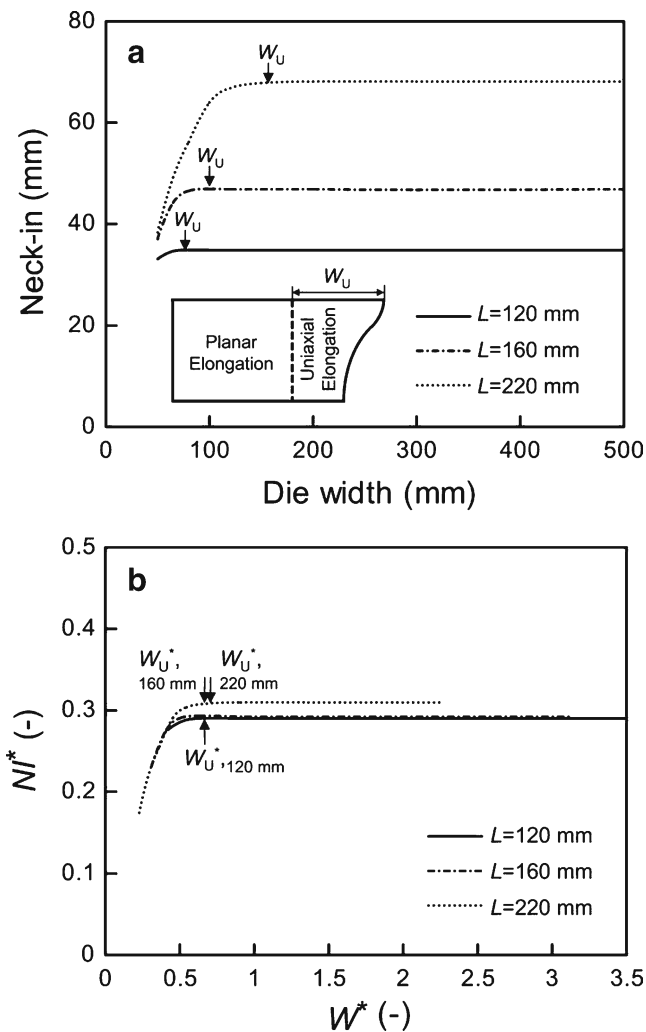 80
a
W_U
60
Neck-in (mm)
W_U
40
W_U
W_U
Planar
Elongation
Uniaxial
Elongation
L=120 mm
L=160 mm
L=220 mm
20
0
0 100 200 300 400 500
Die width (mm)
0.5
b
0.4
W_U*, 160 mm
W_U*, 220 mm
0.3
NI* (-)
W_U*, 120 mm
0.2
L=120 mm
L=160 mm
L=220 mm
0.1
0
0 0.5 1 1.5 2 2.5 3 3.5
W* (-)